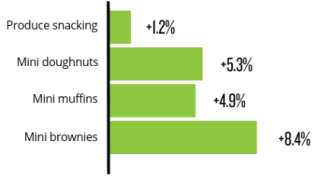 Produce snacking +1.2%
Mini doughnuts +5.3%
Mini muffins +4.9%
Mini brownies +8.4%